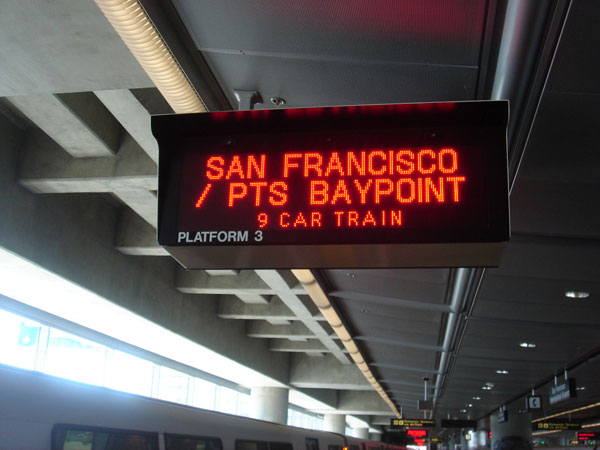 SAN FRANCISCO
/ PTS BAYPOINT
9 CAR TRAIN
PLATFORM 3